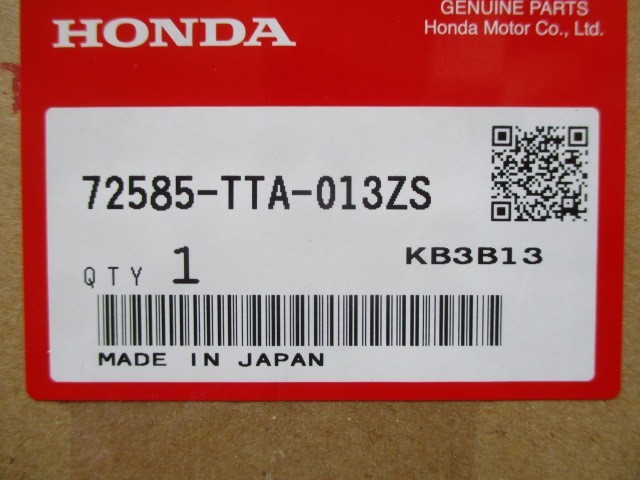 HONDA
GENUINE PARTS
Honda Motor Co., Ltd.
72585-TTA-013ZS
KB3B13
QTY 1
MADE IN JAPAN